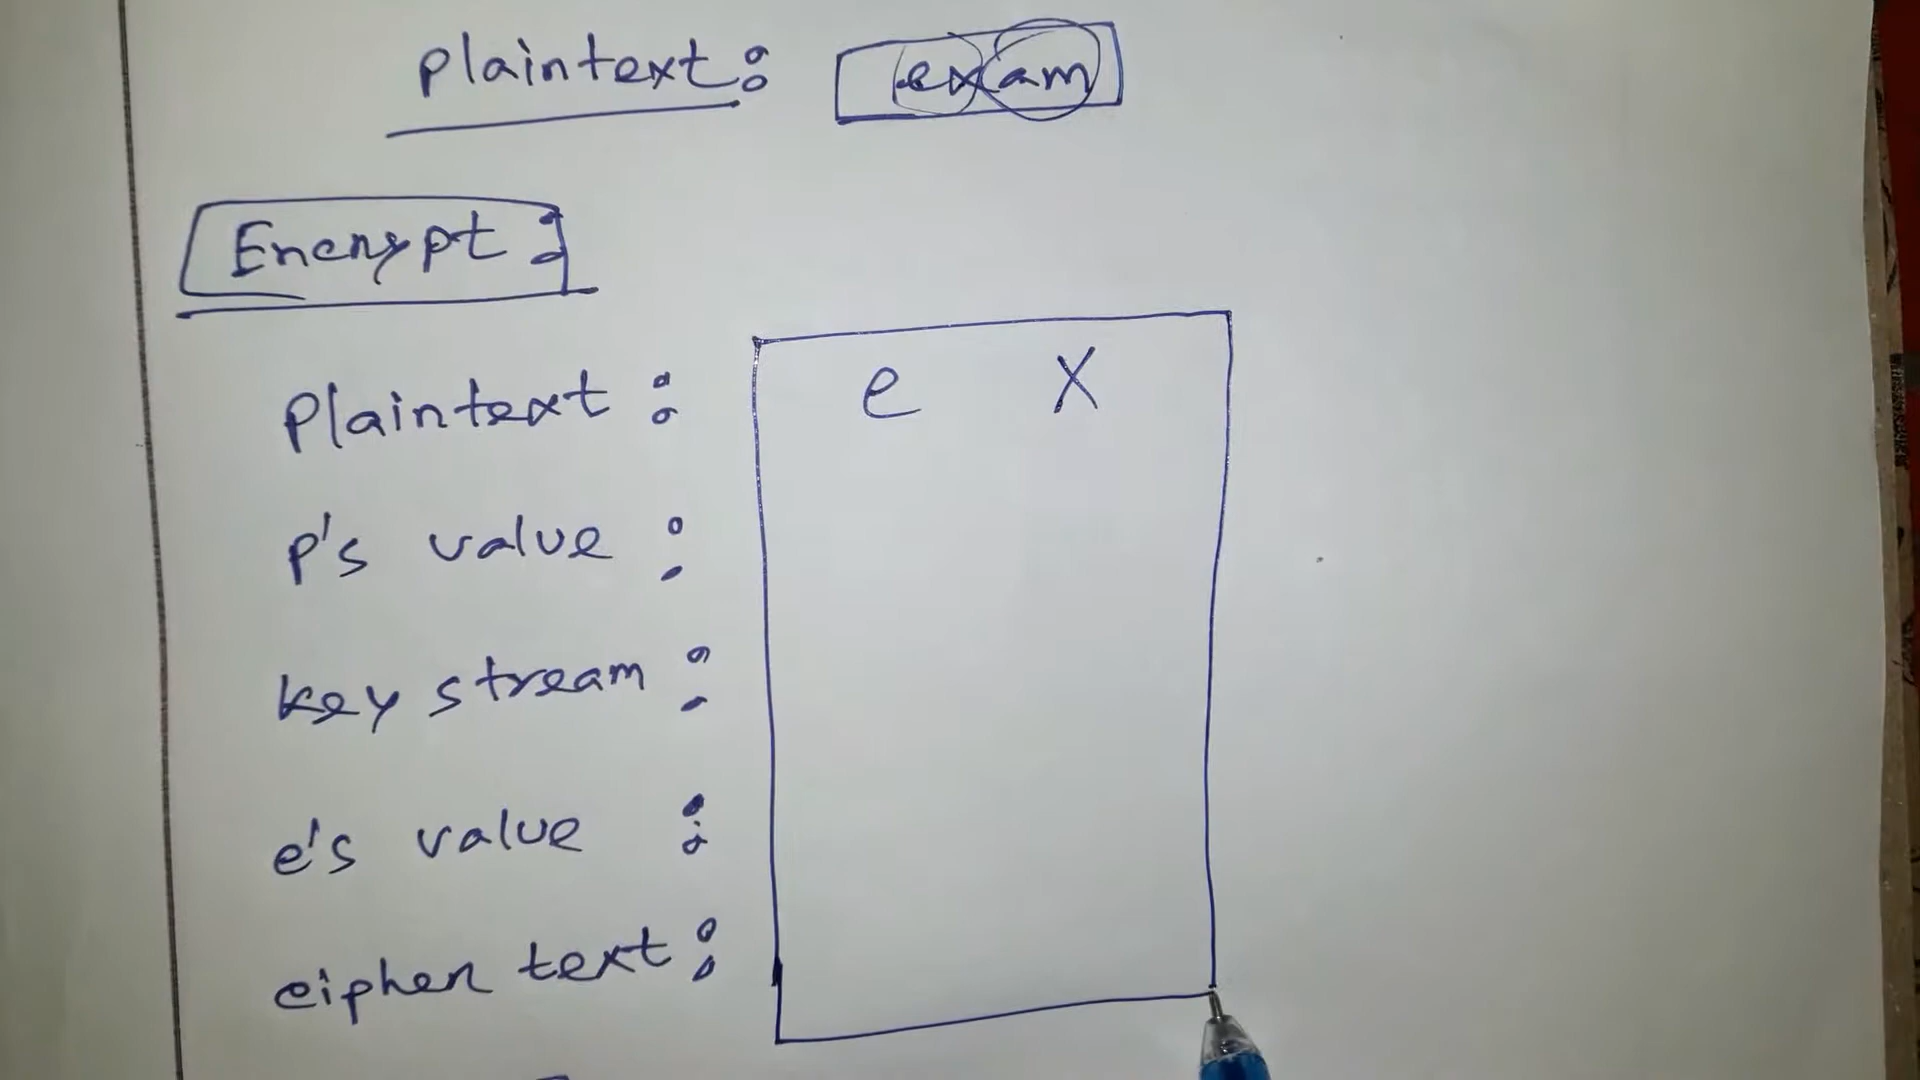 plaintext: exam
Encrypt:
Plaintext: e x
p's value:
key stream:
c's value:
cipher text: